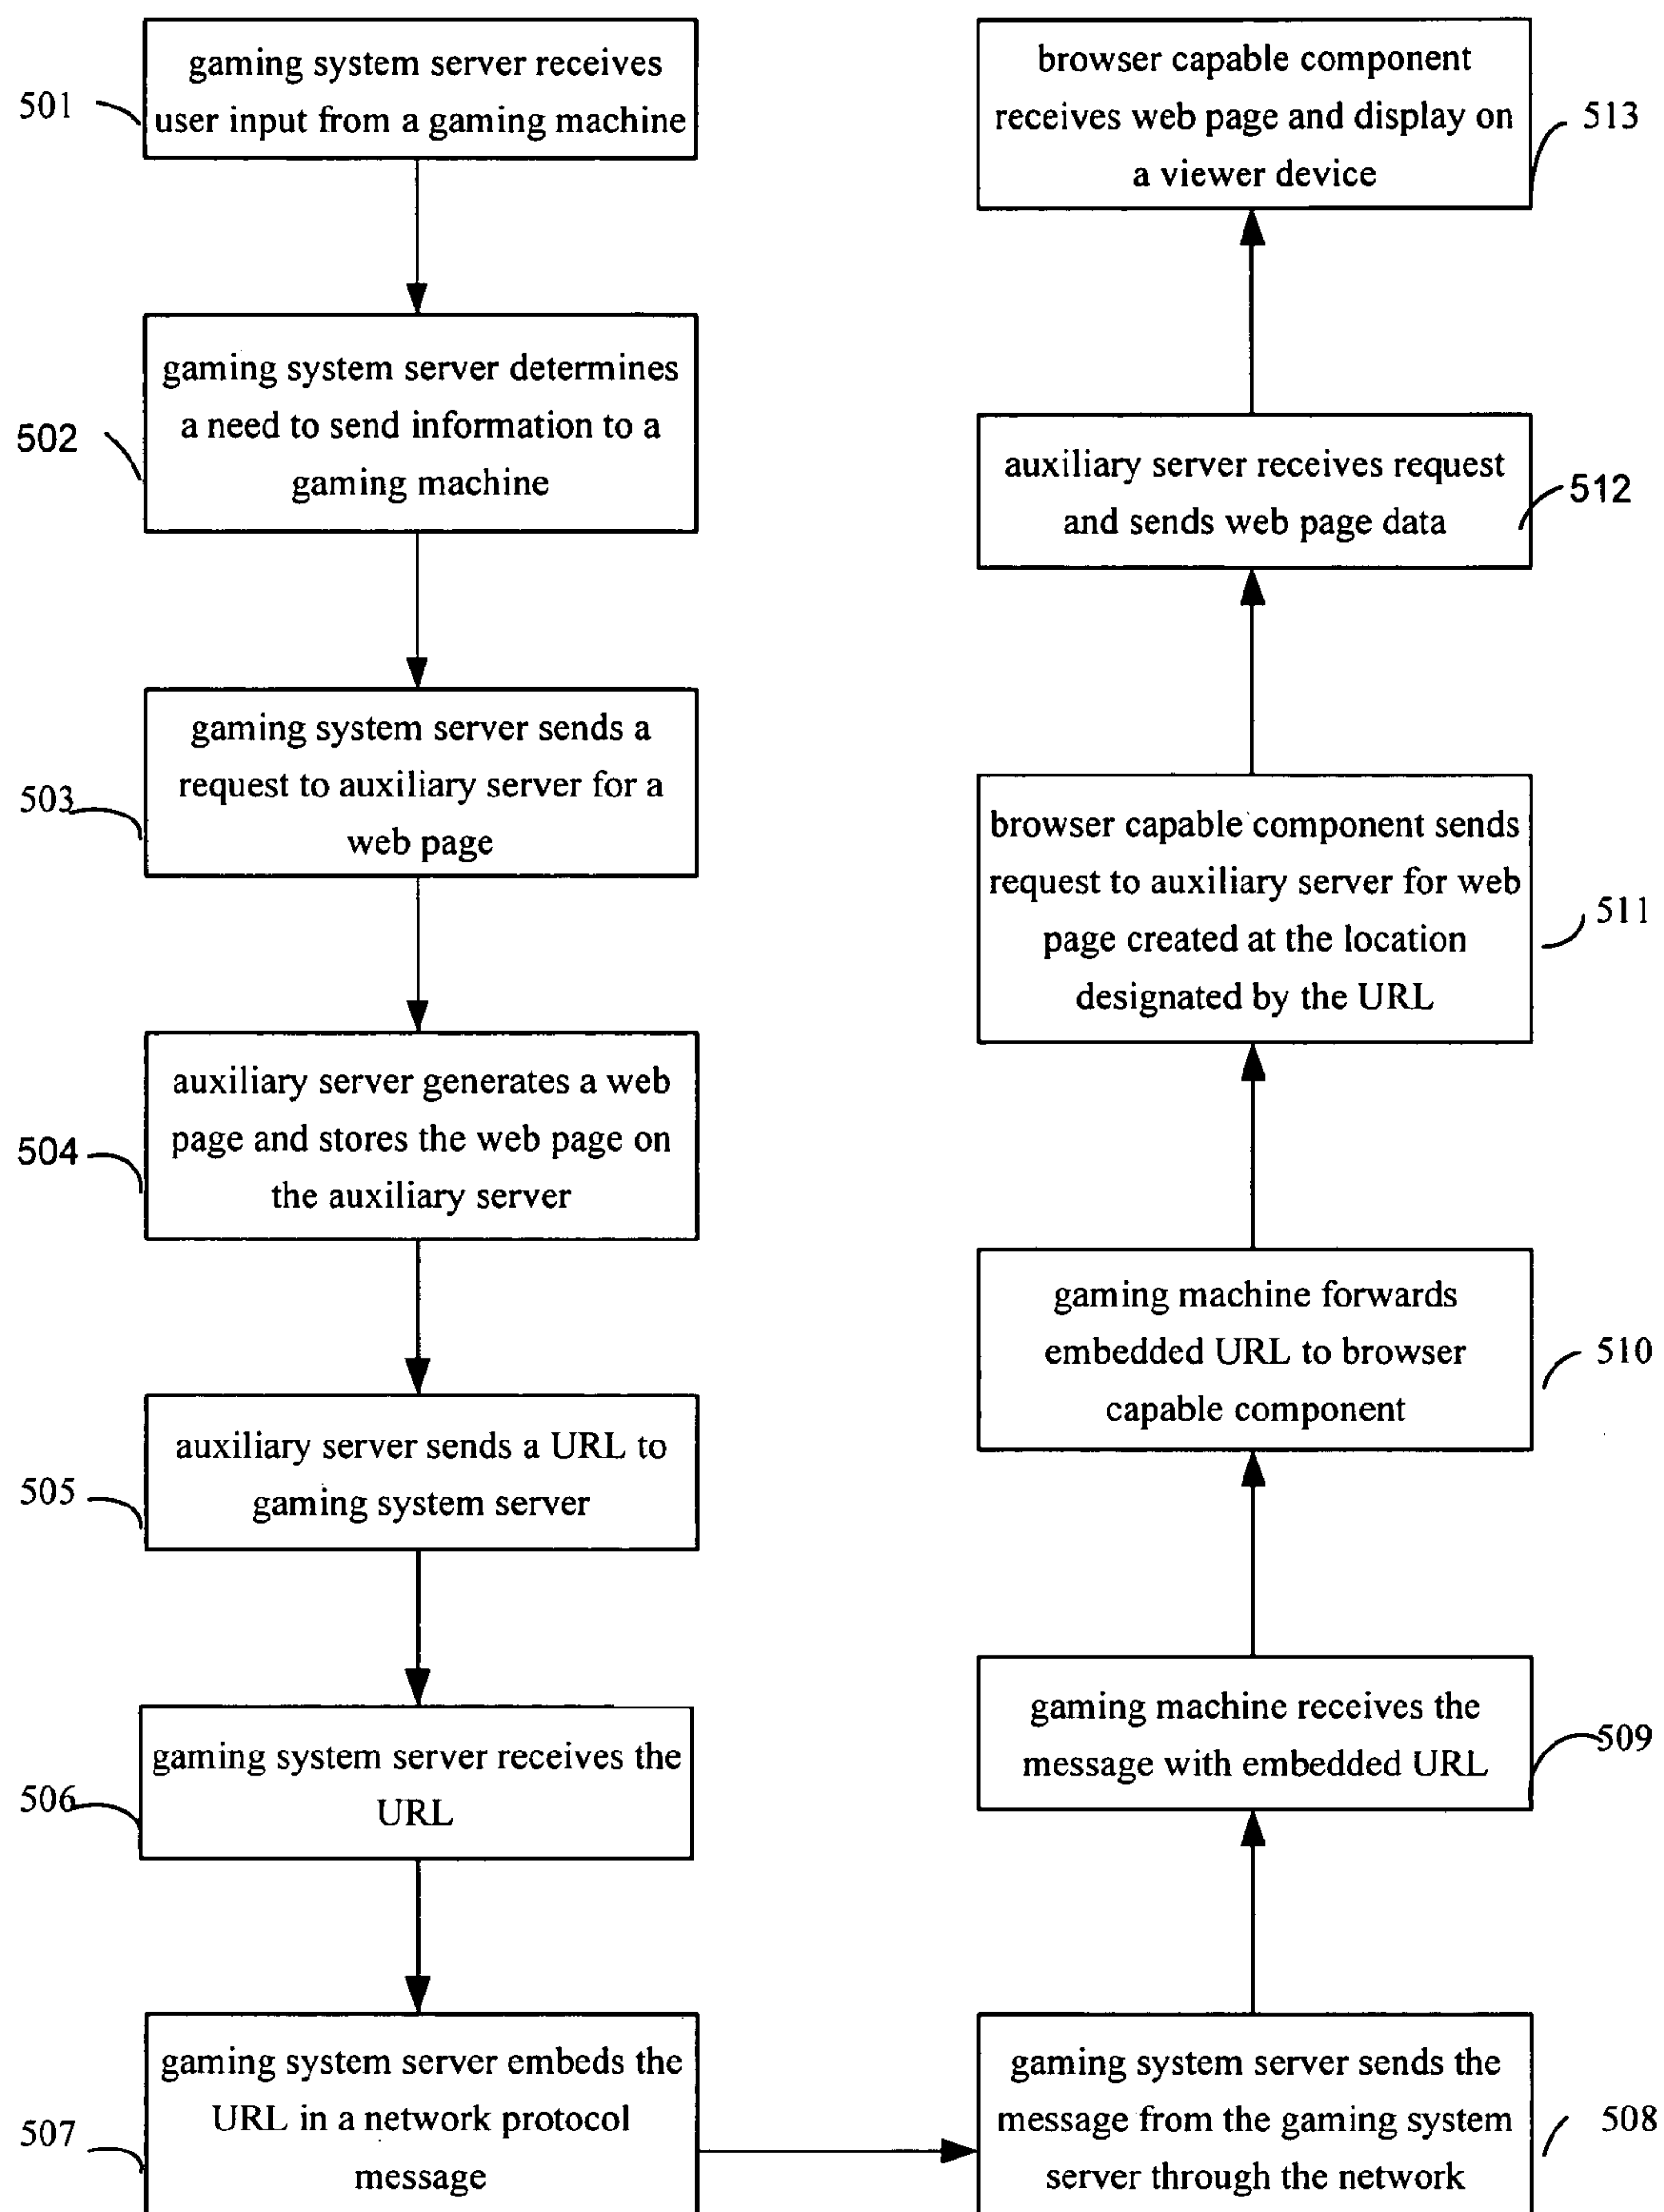 501
gaming system server receives
user input from a gaming machine
502
gaming system server determines
a need to send information to a
gaming machine
503
gaming system server sends a
request to auxiliary server for a
web page
504
auxiliary server generates a web
page and stores the web page on
the auxiliary server
505
auxiliary server sends a URL to
gaming system server
506
gaming system server receives the
URL
507
gaming system server embeds the
URL in a network protocol
message
gaming system server sends the
message from the gaming system
server through the network
508
gaming machine receives the
message with embedded URL
509
gaming machine forwards
embedded URL to browser
capable component
510
browser capable component sends
request to auxiliary server for web
page created at the location
designated by the URL
511
auxiliary server receives request
and sends web page data
512
browser capable component
receives web page and display on
a viewer device
513